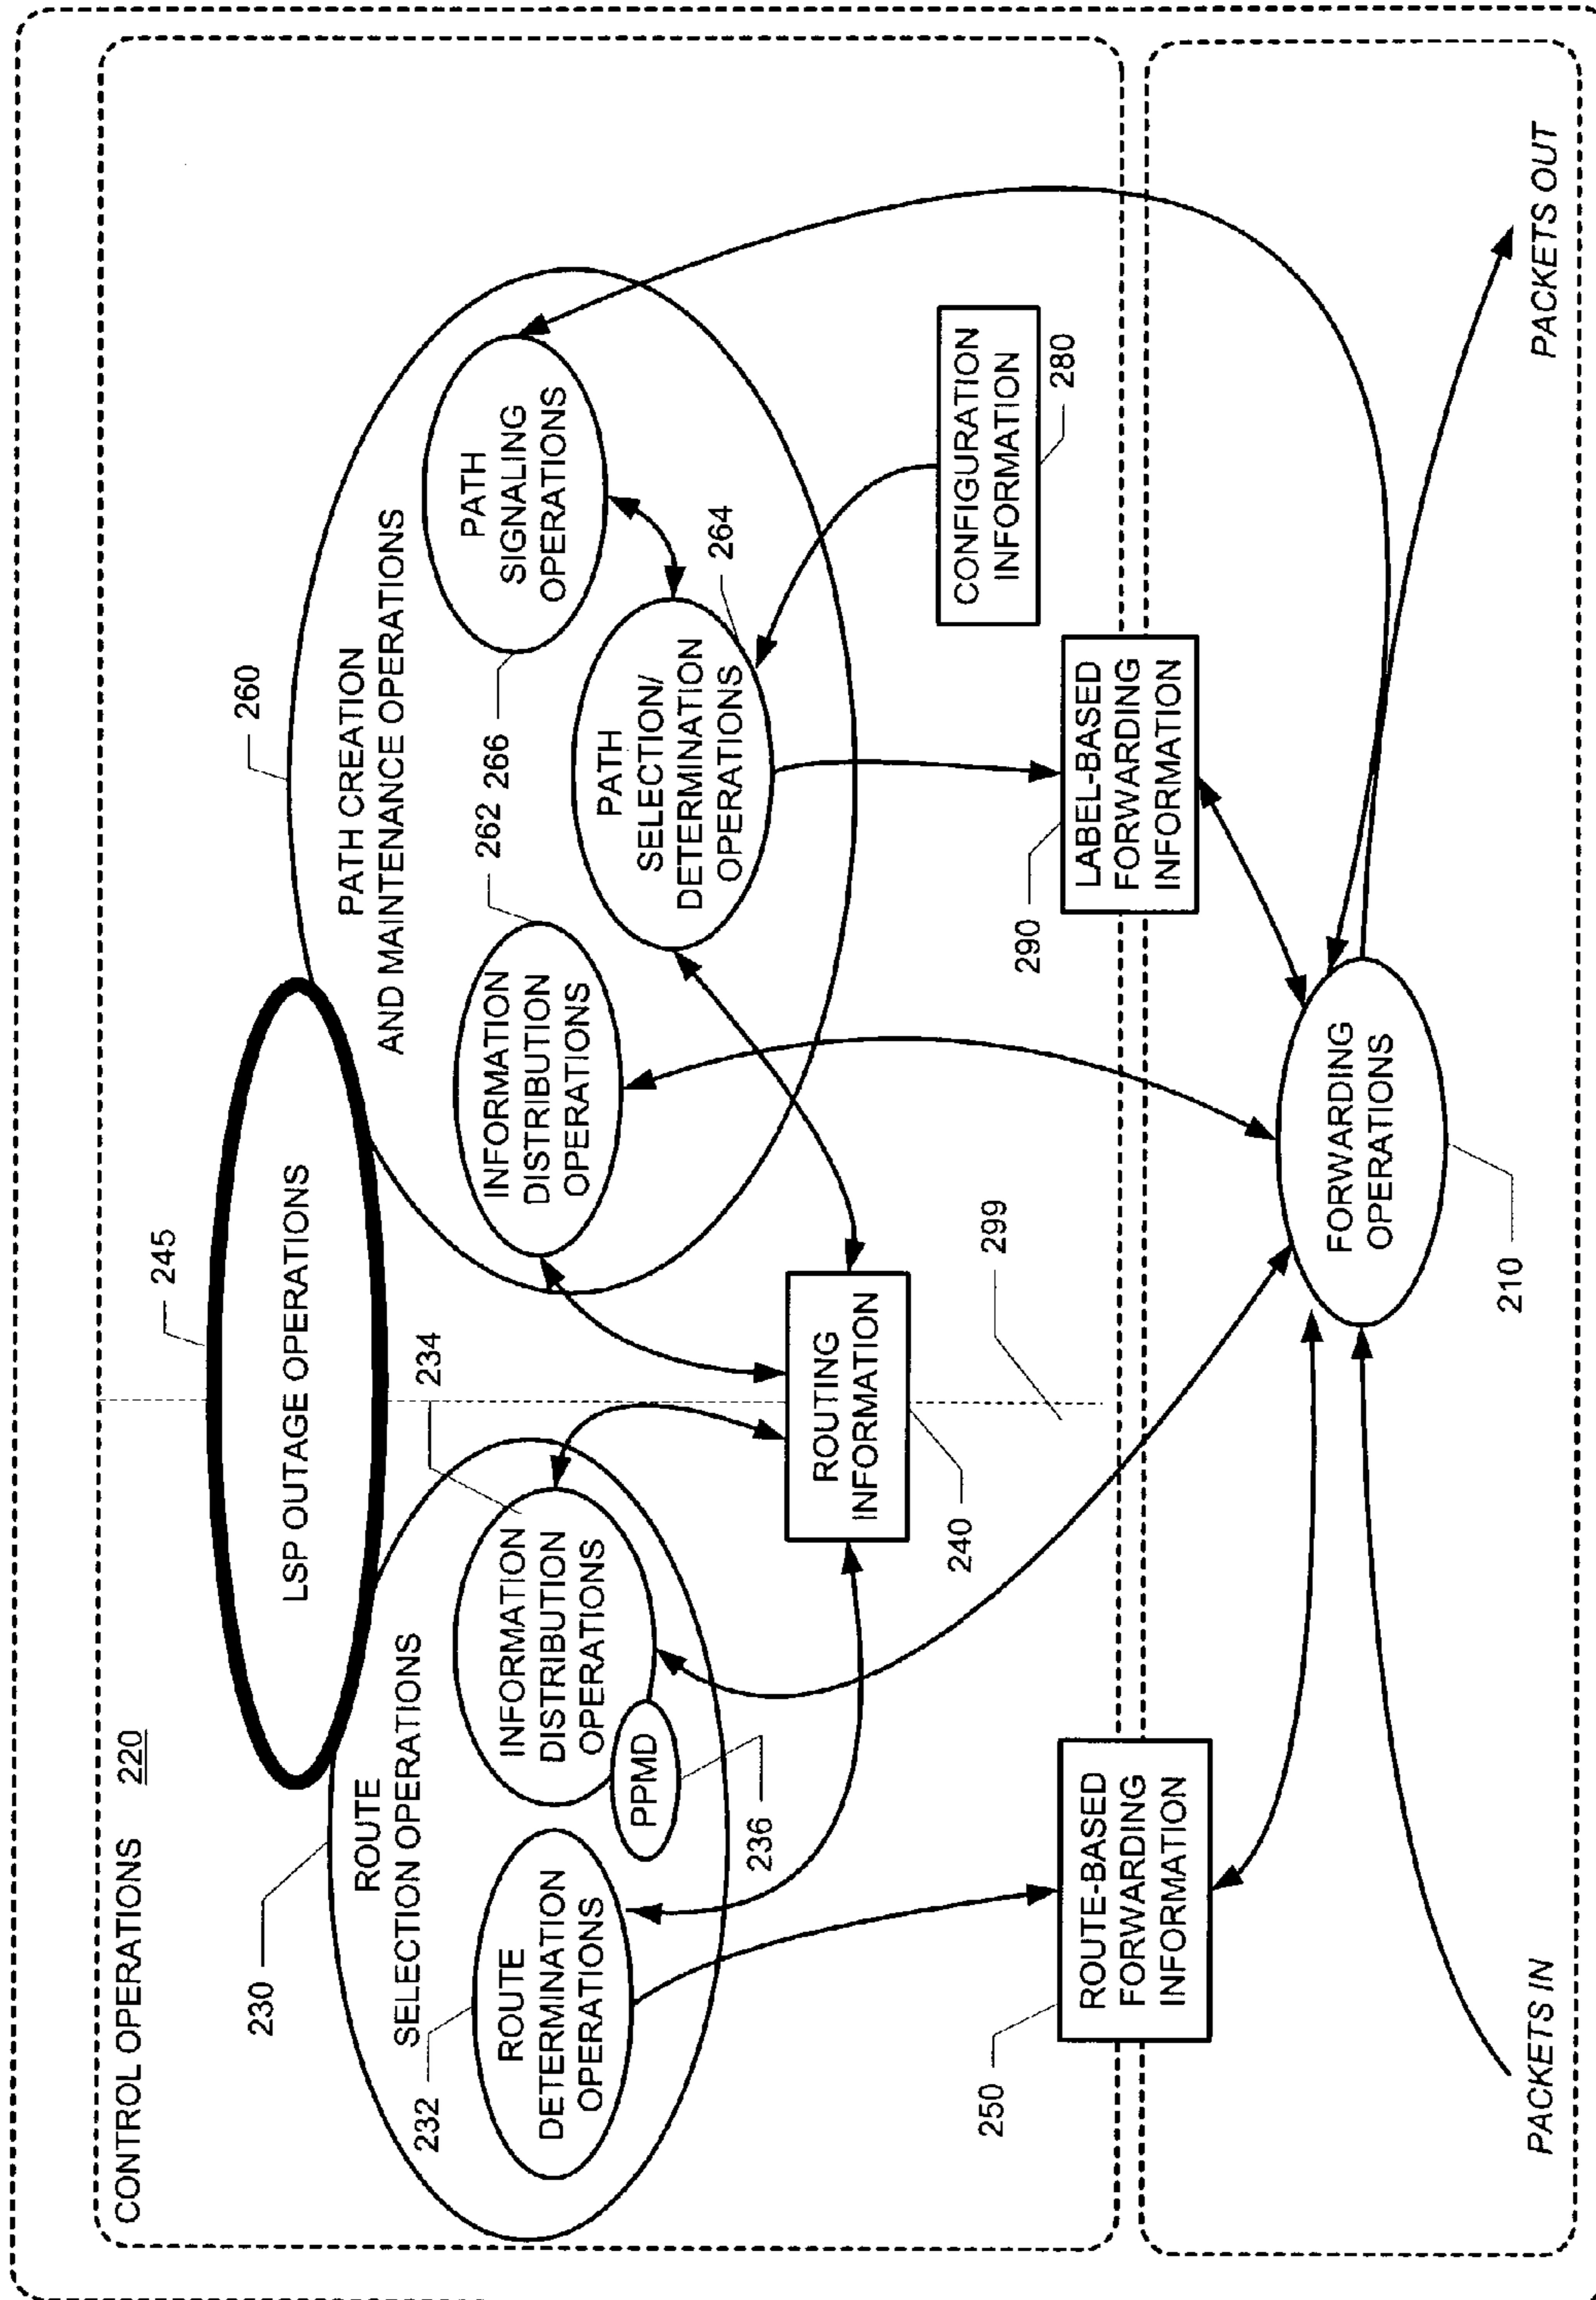 CONTROL OPERATIONS 220
245
LSP OUTAGE OPERATIONS
230
ROUTE
SELECTION OPERATIONS
232
ROUTE
DETERMINATION
OPERATIONS
234
INFORMATION
DISTRIBUTION
OPERATIONS
PPMD
236
260
PATH CREATION
AND MAINTENANCE OPERATIONS
262
INFORMATION
DISTRIBUTION
OPERATIONS
266
PATH
SIGNALING
OPERATIONS
264
PATH
SELECTION/
DETERMINATION
OPERATIONS
ROUTING
INFORMATION
240
299
CONFIGURATION
INFORMATION
280
250
ROUTE-BASED
FORWARDING
INFORMATION
290
LABEL-BASED
FORWARDING
INFORMATION
FORWARDING
OPERATIONS
210
PACKETS IN
PACKETS OUT